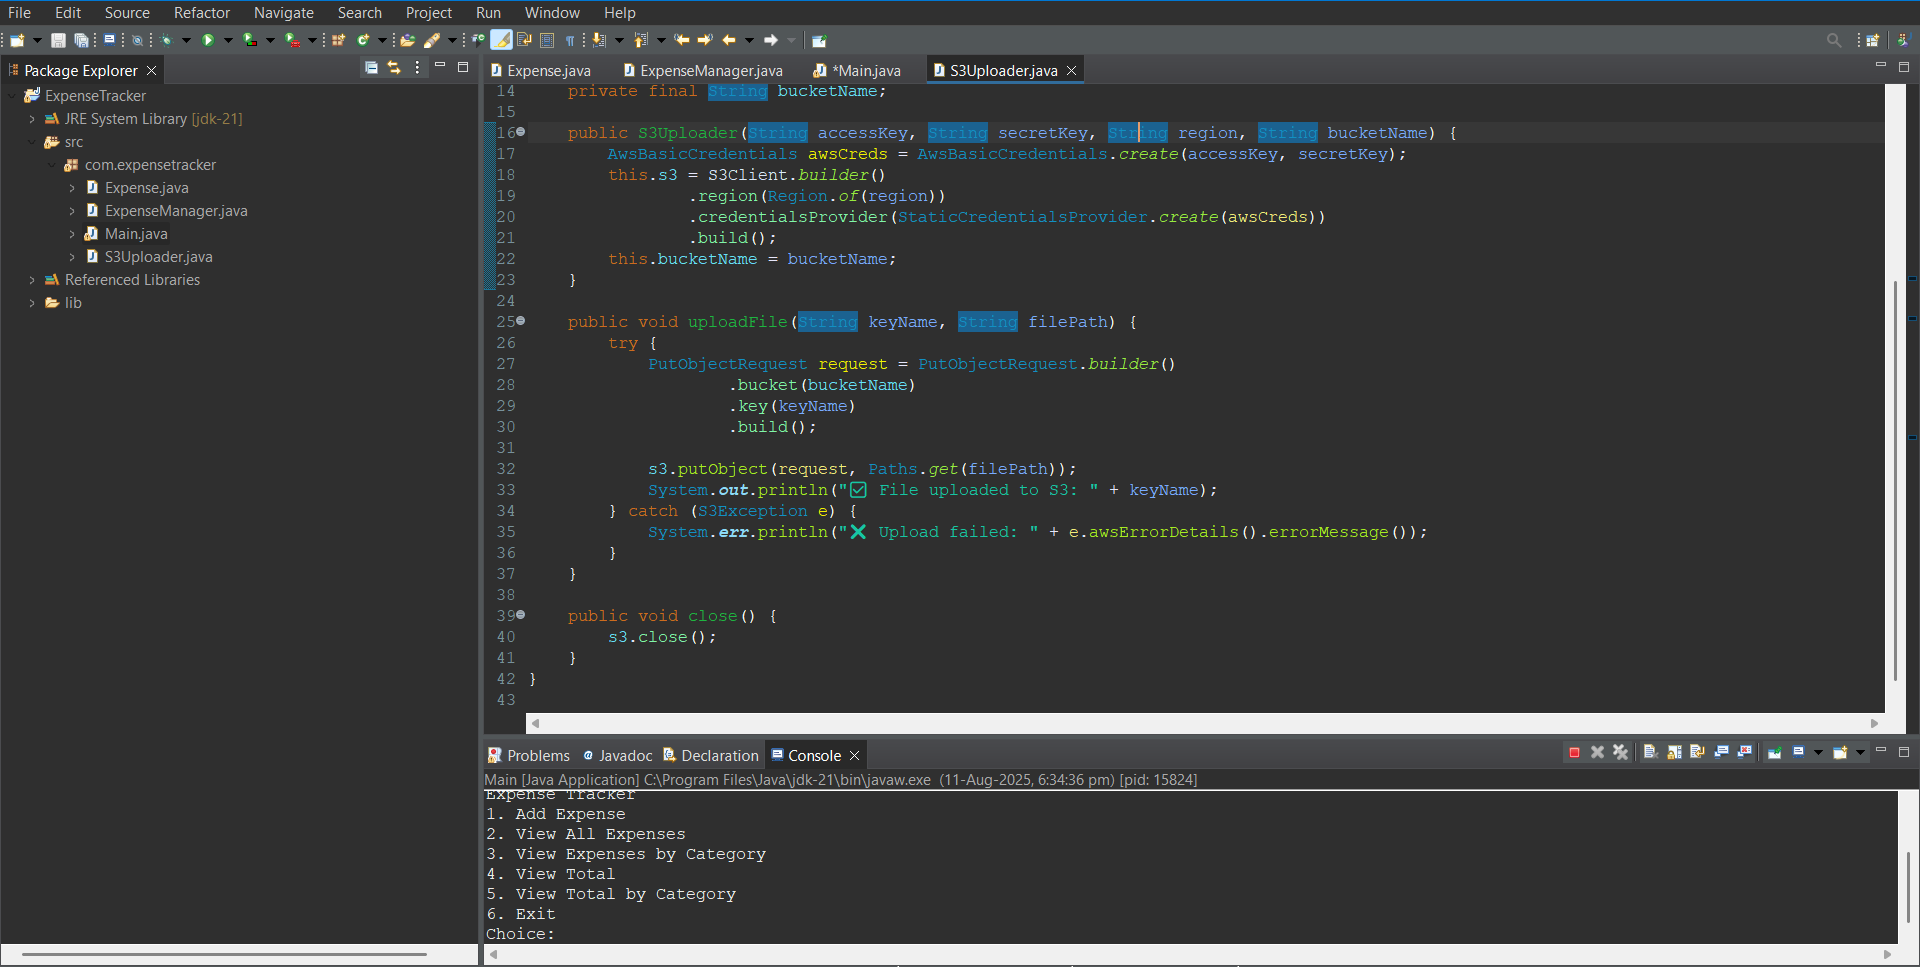 File Edit Source Refactor Navigate Search Project Run Window Help
Package Explorer
ExpenseTracker
JRE System Library [jdk-21]
src
com.expensetracker
Expense.java
ExpenseManager.java
Main.java
S3Uploader.java
Referenced Libraries
lib
Expense.java ExpenseManager.java *Main.java S3Uploader.java
14 private final String bucketName;
15
16 public S3Uploader(String accessKey, String secretKey, String region, String bucketName) {
17 AwsBasicCredentials awsCreds = AwsBasicCredentials.create(accessKey, secretKey);
18 this.s3 = S3Client.builder()
19 .region(Region.of(region))
20 .credentialsProvider(StaticCredentialsProvider.create(awsCreds))
21 .build();
22 this.bucketName = bucketName;
23 }
24
25 public void uploadFile(String keyName, String filePath) {
26 try {
27 PutObjectRequest request = PutObjectRequest.builder()
28 .bucket(bucketName)
29 .key(keyName)
30 .build();
31
32 s3.putObject(request, Paths.get(filePath));
33 System.out.println("✅ File uploaded to S3: " + keyName);
34 } catch (S3Exception e) {
35 System.err.println("❌ Upload failed: " + e.awsErrorDetails().errorMessage());
36 }
37 }
38
39 public void close() {
40 s3.close();
41 }
42 }
43
Problems Javadoc Declaration Console
Main [Java Application] C:\Program Files\Java\jdk-21\bin\javaw.exe (11-Aug-2025, 6:34:36 pm) [pid: 15824]
Expense Tracker
1. Add Expense
2. View All Expenses
3. View Expenses by Category
4. View Total
5. View Total by Category
6. Exit
Choice: